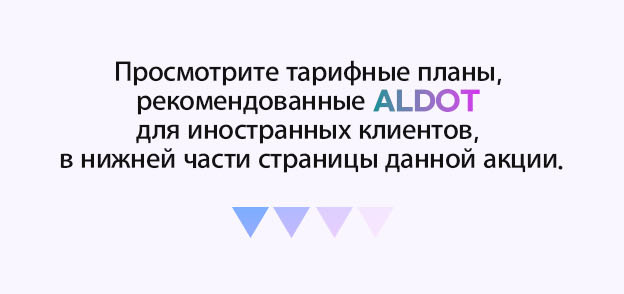 Просмотрите тарифные планы,
рекомендованные ALDOT
для иностранных клиентов,
в нижней части страницы данной акции.